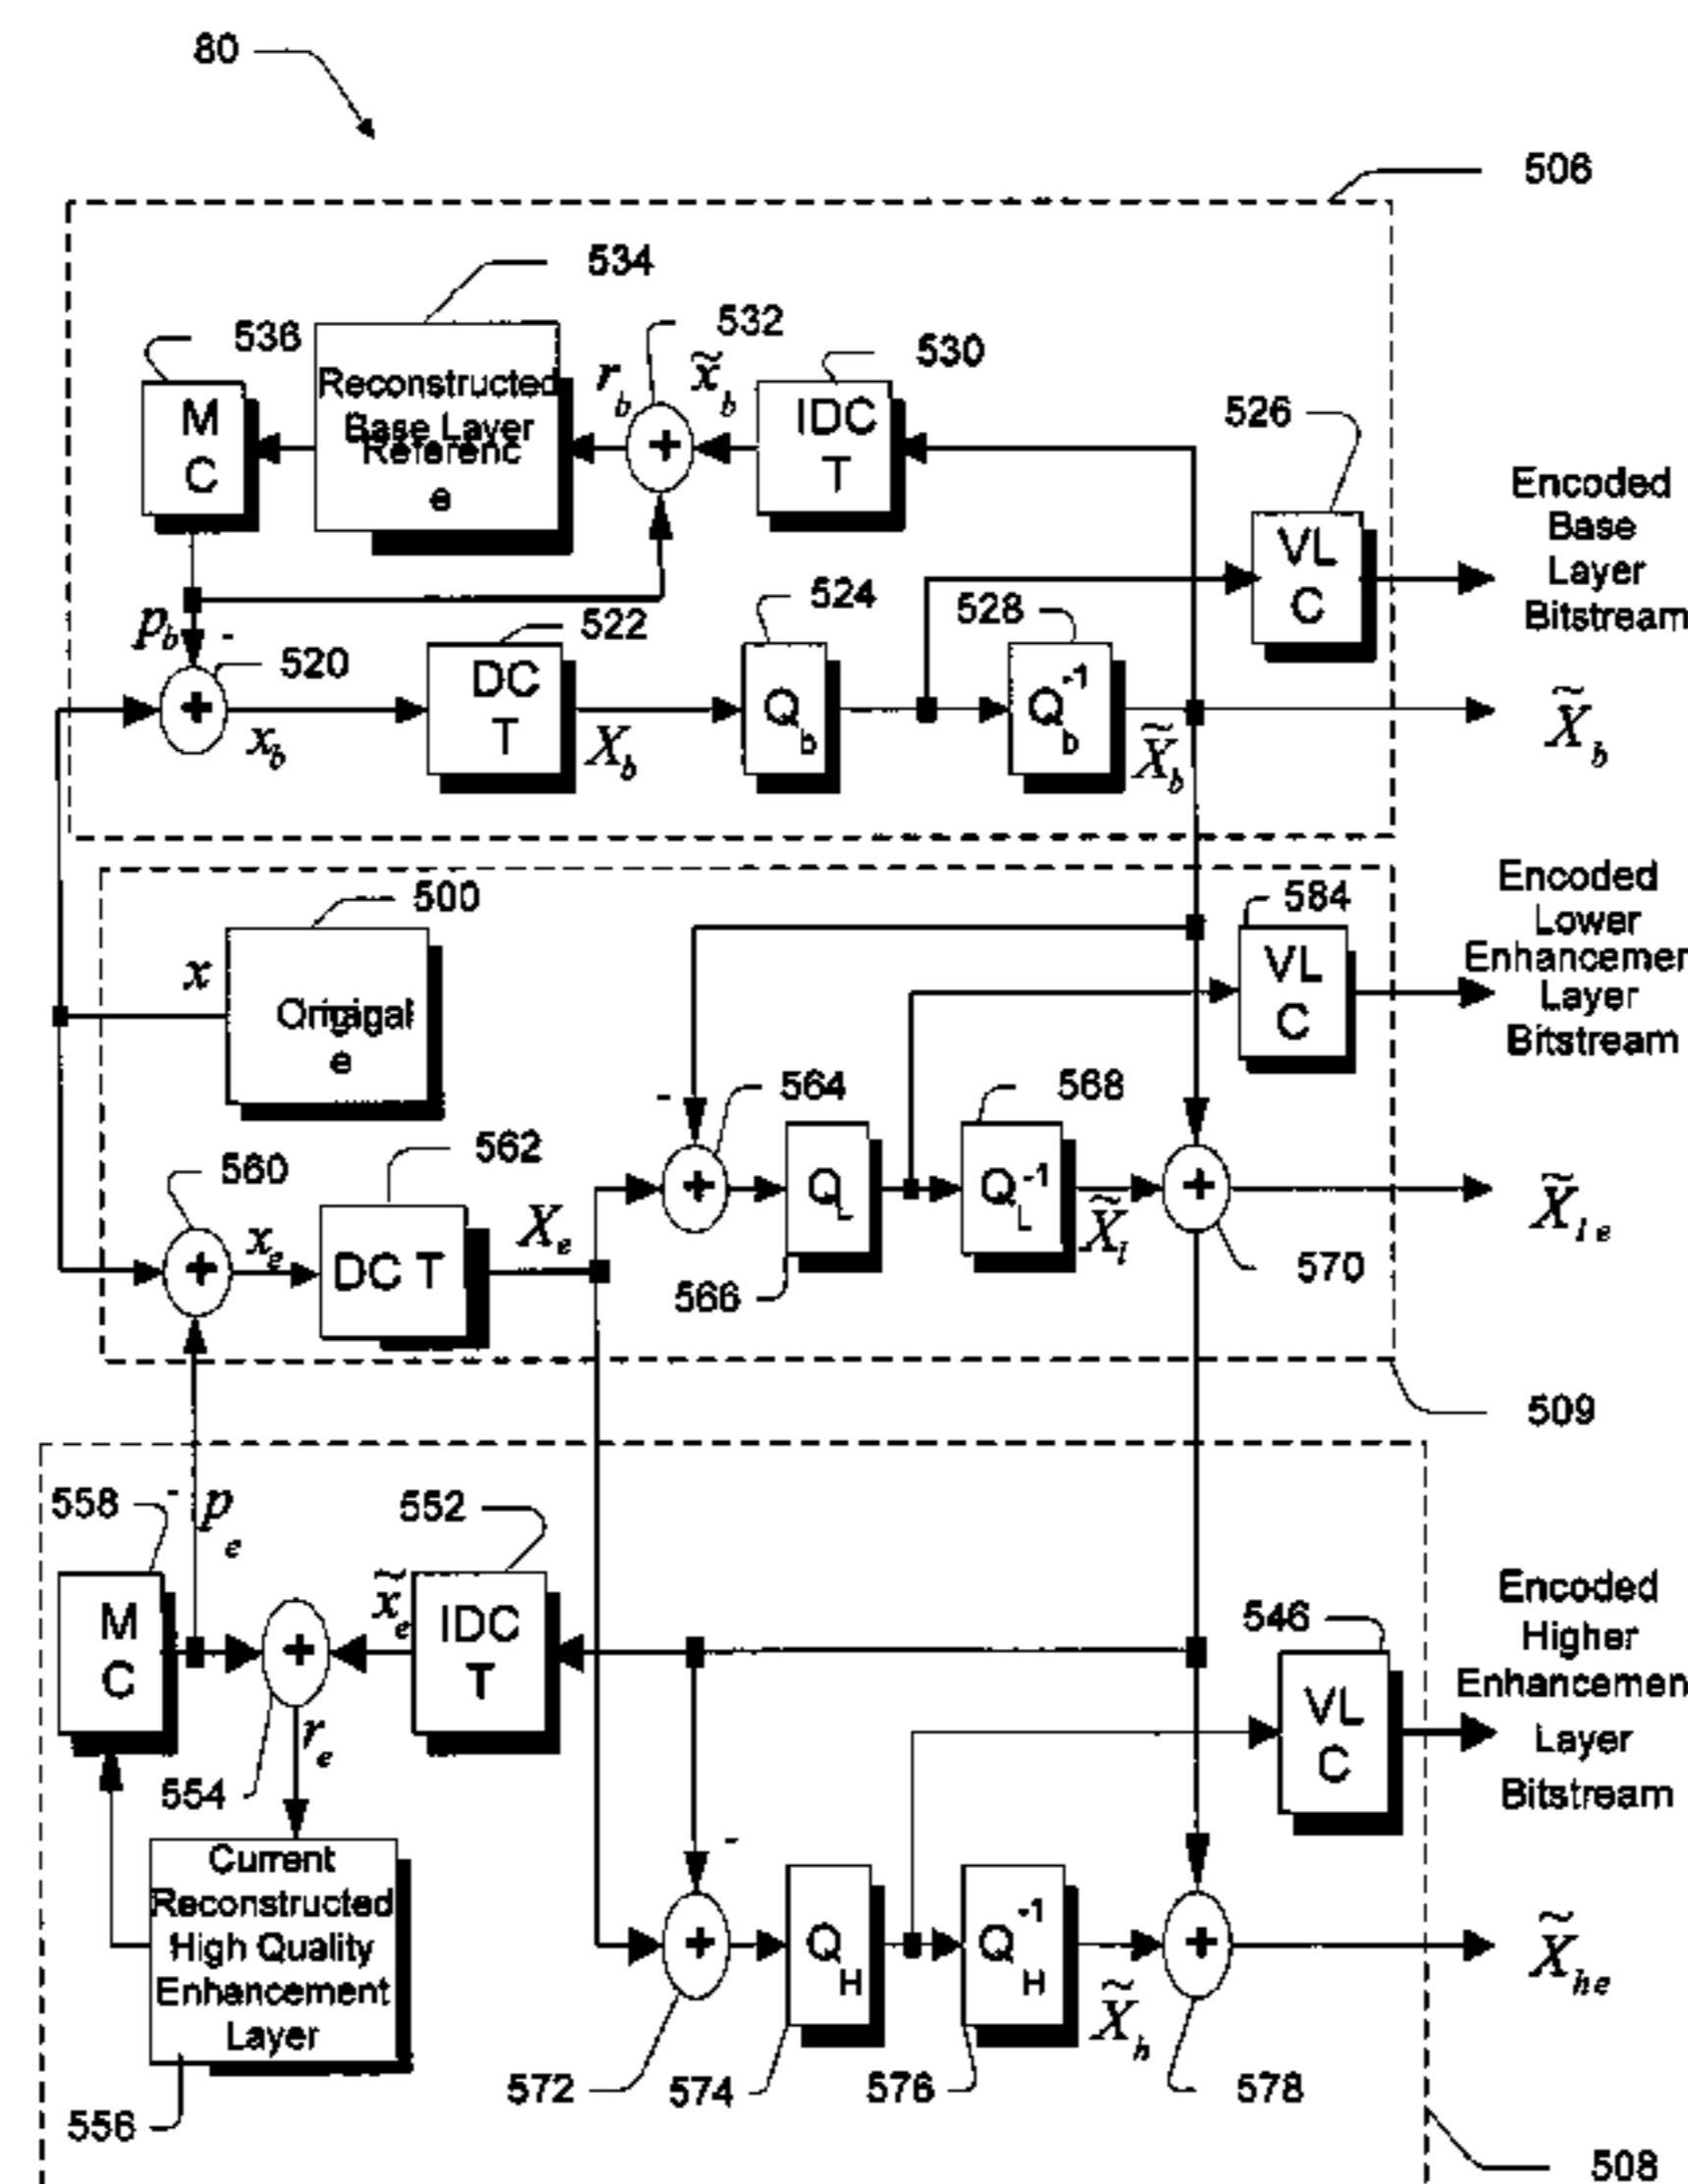 80
506
534
536
532
530
526
r_b
x̃_b
M
C
Reconstructed
Base Layer
Referenc
e
+
IDC
T
VL
C
Encoded
Base
Layer
Bitstream
524
528
522
p_b
-
520
+
x_b
DC
T
X_b
Q_b
Q_b^-1
X̃_b
X̃_b
500
584
x
e
VL
C
Encoded
Lower
Enhancemen
Layer
Bitstream
-
564
568
560
562
+
Q_L
Q_L^-1
X̃_l
+
X̃_le
x_e
X_e
+
DC T
566
570
509
558
-
p_e
552
546
M
C
+
x̃_e
IDC
T
VL
C
Encoded
Higher
Enhancemen
Layer
Bitstream
r_e
554
-
Current
Reconstructed
High Quality
Enhancement
Layer
+
Q_H
Q_H^-1
X̃_h
+
X̃_he
572
574
576
578
556
508